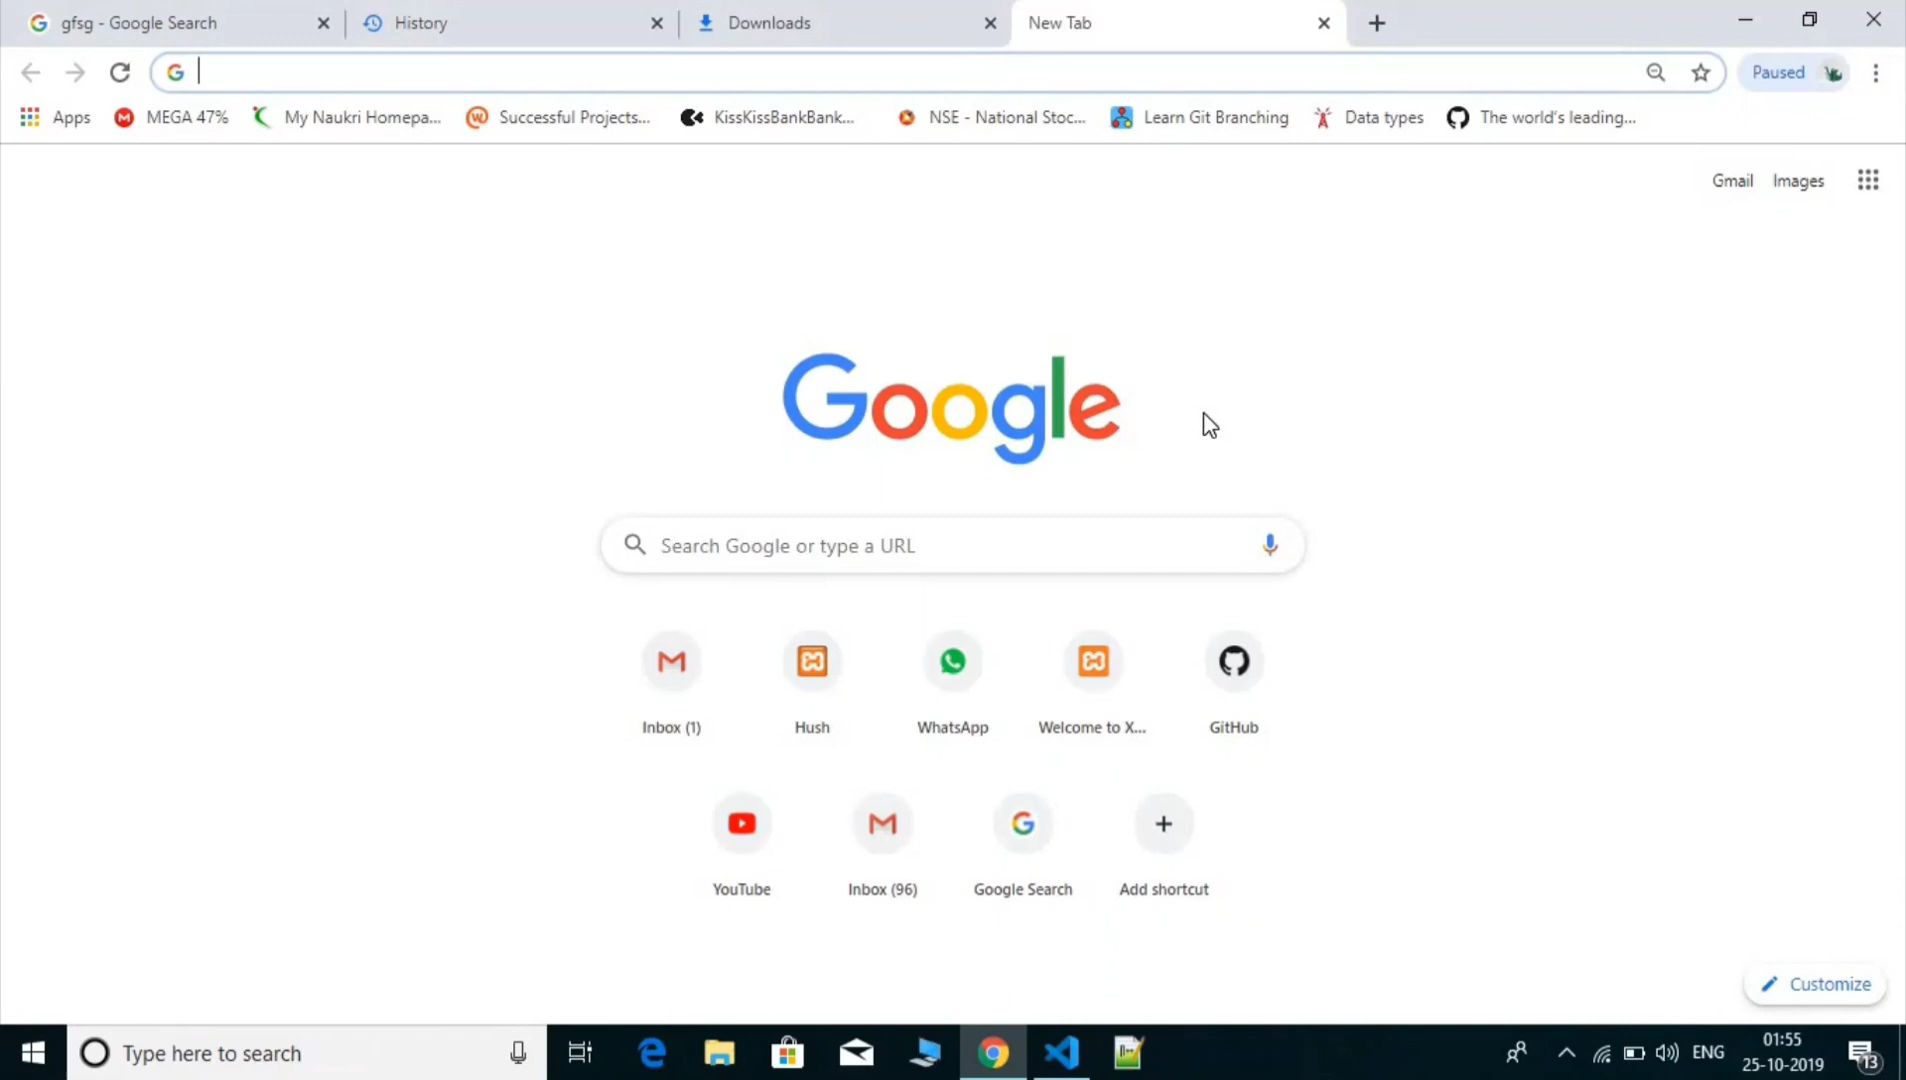 gfsg - Google Search
History
Downloads
New Tab
Paused
Apps
MEGA 47%
My Naukri Homepa...
Successful Projects...
KissKissBankBank...
NSE - National Stoc...
Learn Git Branching
Data types
The world's leading...
Gmail
Images
Google
Search Google or type a URL
Inbox (1)
Hush
WhatsApp
Welcome to X...
GitHub
YouTube
Inbox (96)
Google Search
Add shortcut
Customize
Type here to search
ENG
01:55
25-10-2019
13